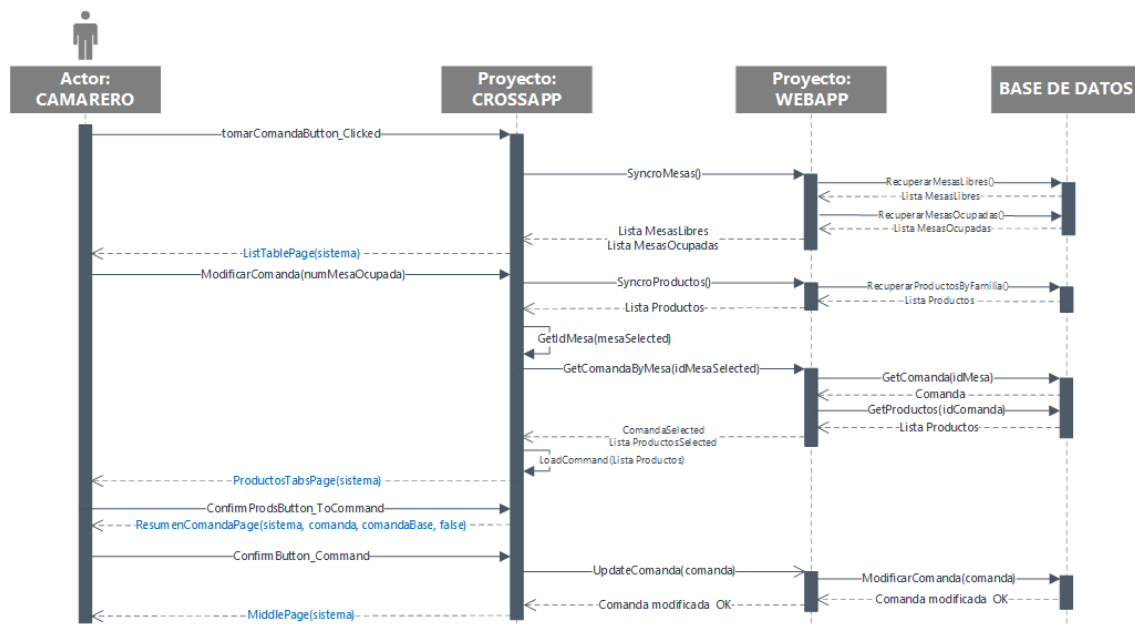 Actor:
CAMARERO
Proyecto:
CROSSAPP
Proyecto:
WEBAPP
BASE DE DATOS
tomarComandaButton_Clicked
SyncroMesas()
RecuperarMesasLibres()
Lista MesasLibres
RecuperarMesasOcupadas()
Lista MesasOcupadas
Lista MesasLibres
Lista MesasOcupadas
ListTablePage(sistema)
ModificarComanda(numMesaOcupada)
SyncroProductos()
RecuperarProductosByFamilia()
Lista Productos
Lista Productos
GetIdMesa(mesaSelected)
GetComandaByMesa(idMesaSelected)
GetComanda(idMesa)
Comanda
GetProductos(idComanda)
Lista Productos
ComandaSelected
Lista ProductosSelected
LoadCommand(Lista Productos)
ProductosTabsPage(sistema)
ConfirmProdsButton_ToCommand
ResumenComandaPage(sistema, comanda, comandaBase, false)
ConfirmButton_Command
UpdateComanda(comanda)
ModificarComanda(comanda)
Comanda modificada OK
Comanda modificada OK
MiddlePage(sistema)